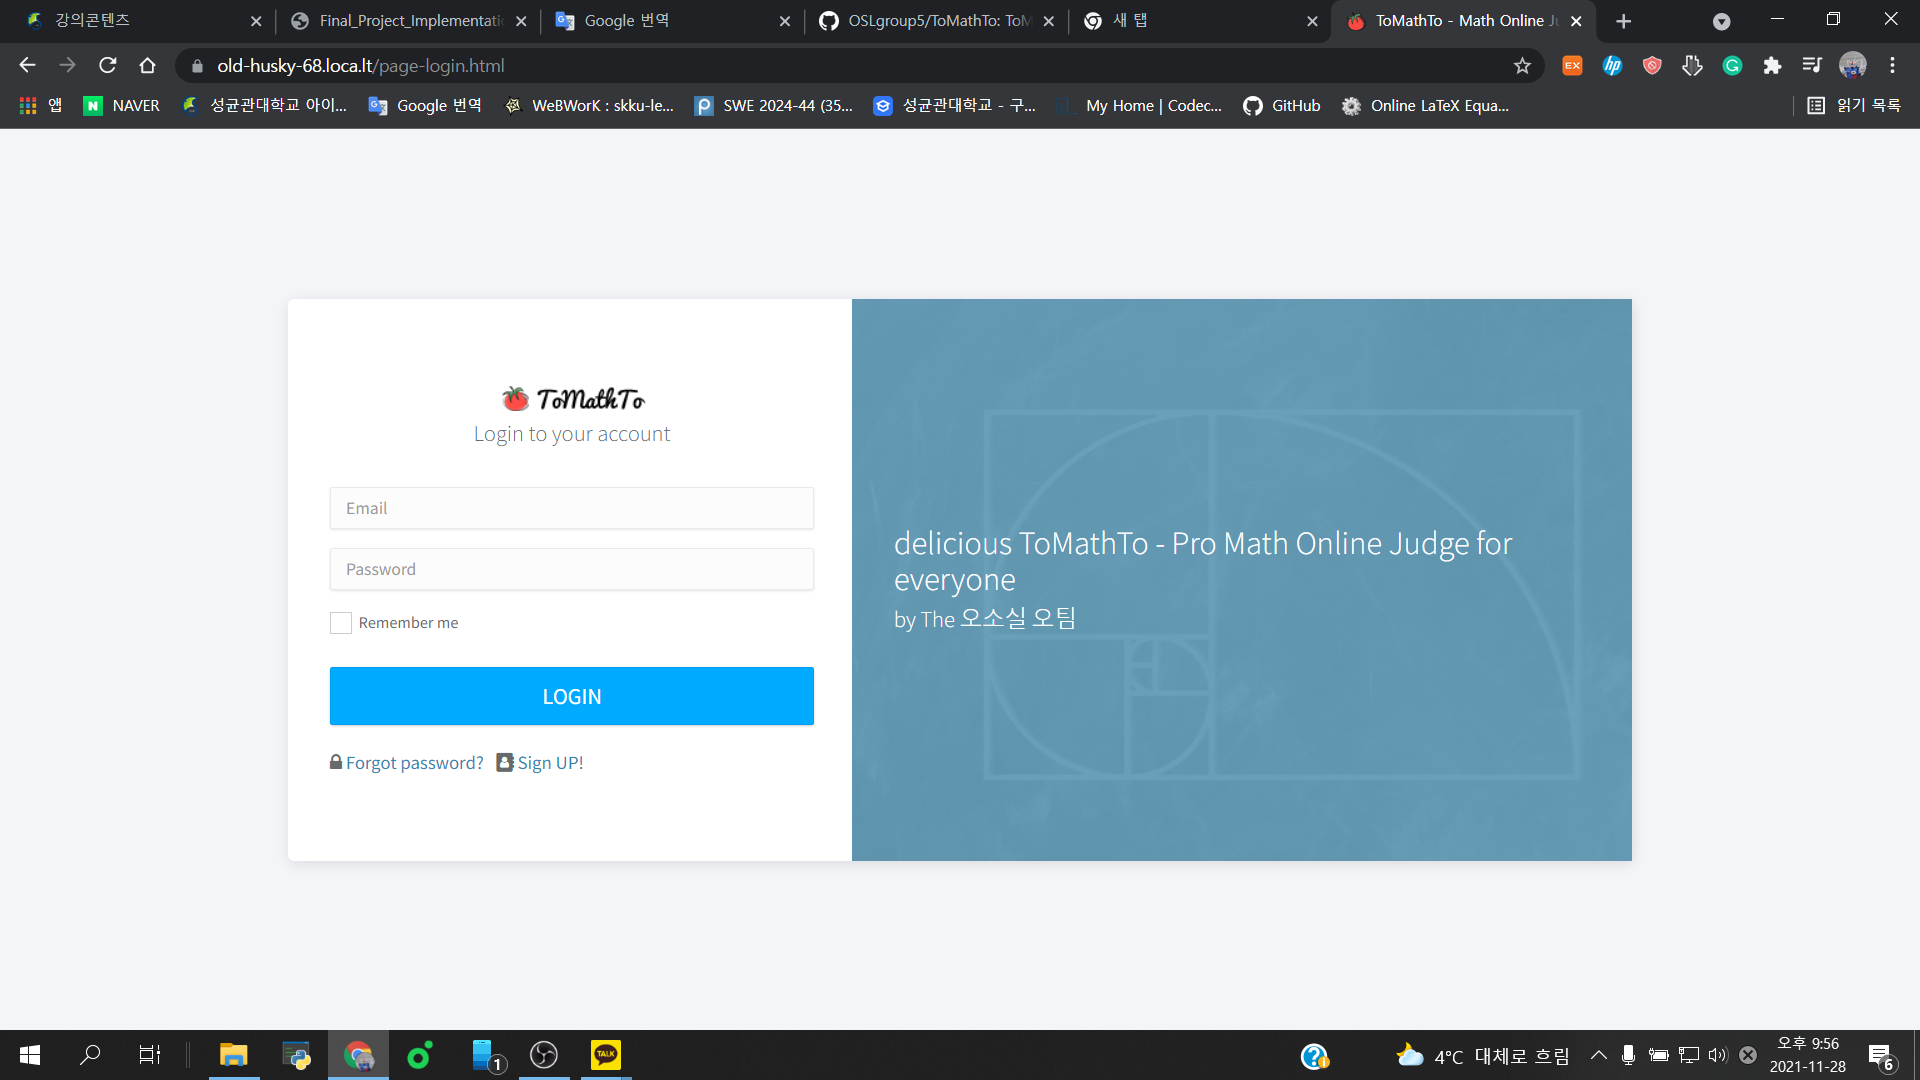 강의콘텐츠
Final_Project_Implementatio
Google 번역
OSLgroup5/ToMathTo: ToM
새 탭
ToMathTo - Math Online Ju
old-husky-68.loca.lt/page-login.html
앱
NAVER
성균관대학교 아이...
Google 번역
WeBWorK : skku-le...
SWE 2024-44 (35...
성균관대학교 - 구...
My Home | Codec...
GitHub
Online LaTeX Equa...
읽기 목록
ToMathTo
Login to your account
Email
Password
Remember me
LOGIN
Forgot password?
Sign UP!
delicious ToMathTo - Pro Math Online Judge for
everyone
by The 오소실 오팀
1
TALK
4°C 대체로 흐림
오후 9:56
2021-11-28
6